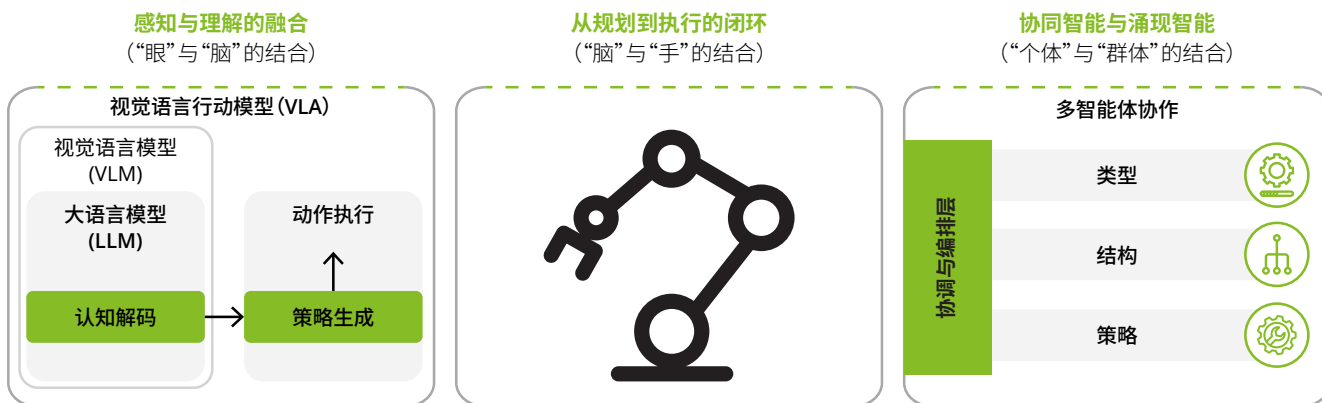 感知与理解的融合
（“眼”与“脑”的结合）
视觉语言行动模型（VLA）
视觉语言模型
(VLM)
大语言模型
(LLM)
认知解码
动作执行
策略生成
从规划到执行的闭环
（“脑”与“手”的结合）
协同智能与涌现智能
（“个体”与“群体”的结合）
多智能体协作
协调与编排层
类型
结构
策略